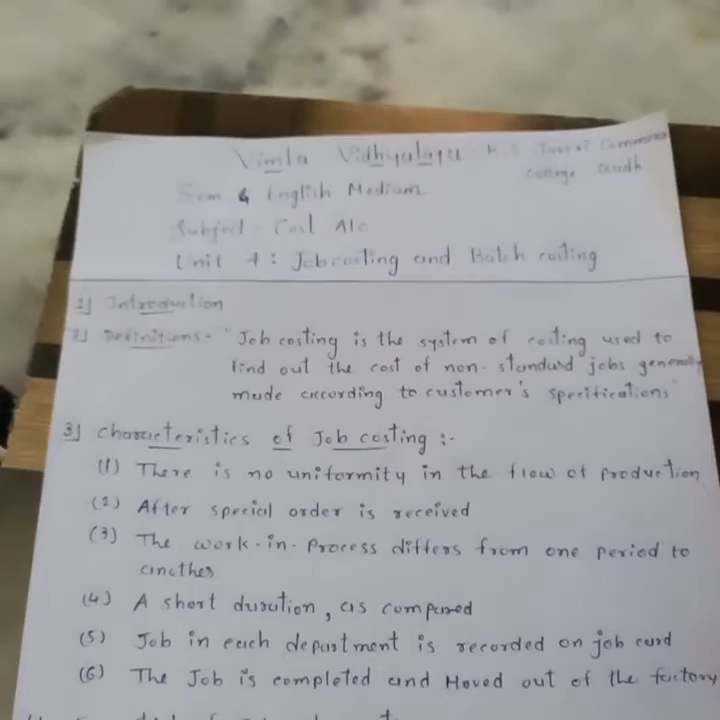 Vimla Vidhyalaya
College
Sem 4 English Medium
Subject Cost A/c
Unit 4: Job costing and Batch costing
1] Introduction
2] Definitions- "Job costing is the system of costing used to
find out the cost of non-standard jobs generally
made according to customer's specifications"
3] characteristics of Job costing :-
(1) There is no uniformity in the flow of production
(2) After special order is received
(3) The work-in-Process differs from one period to
another
(4) A short duration, as compared
(5) Job in each department is recorded on job card
(6) The Job is completed and Moved out of the factory